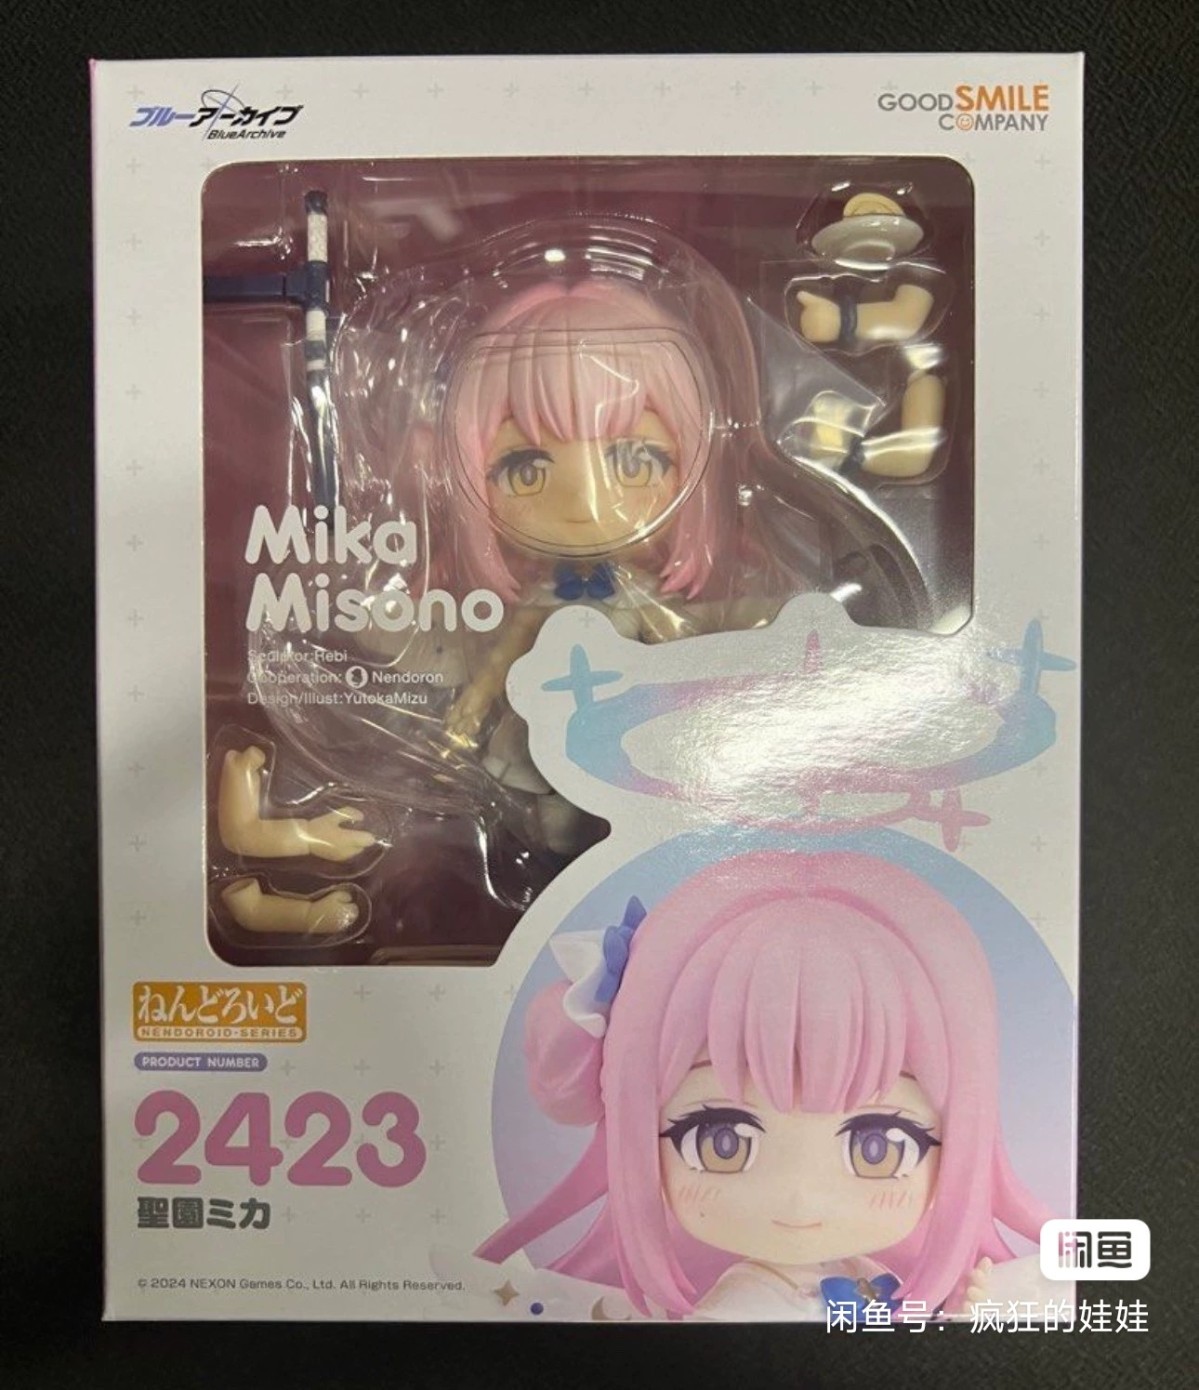 ブルーアーカイブ
BlueArchive
GOOD SMILE
COMPANY
Mika
Misono
Sculptor:Rebi
Cooperation: Nendoron
Design/Illust:YutokaMizu
ねんどろいど
NENDOROID-SERIES
PRODUCT NUMBER
2423
聖園ミカ
© 2024 NEXON Games Co., Ltd. All Rights Reserved.
闲鱼
闲鱼号：疯狂的娃娃